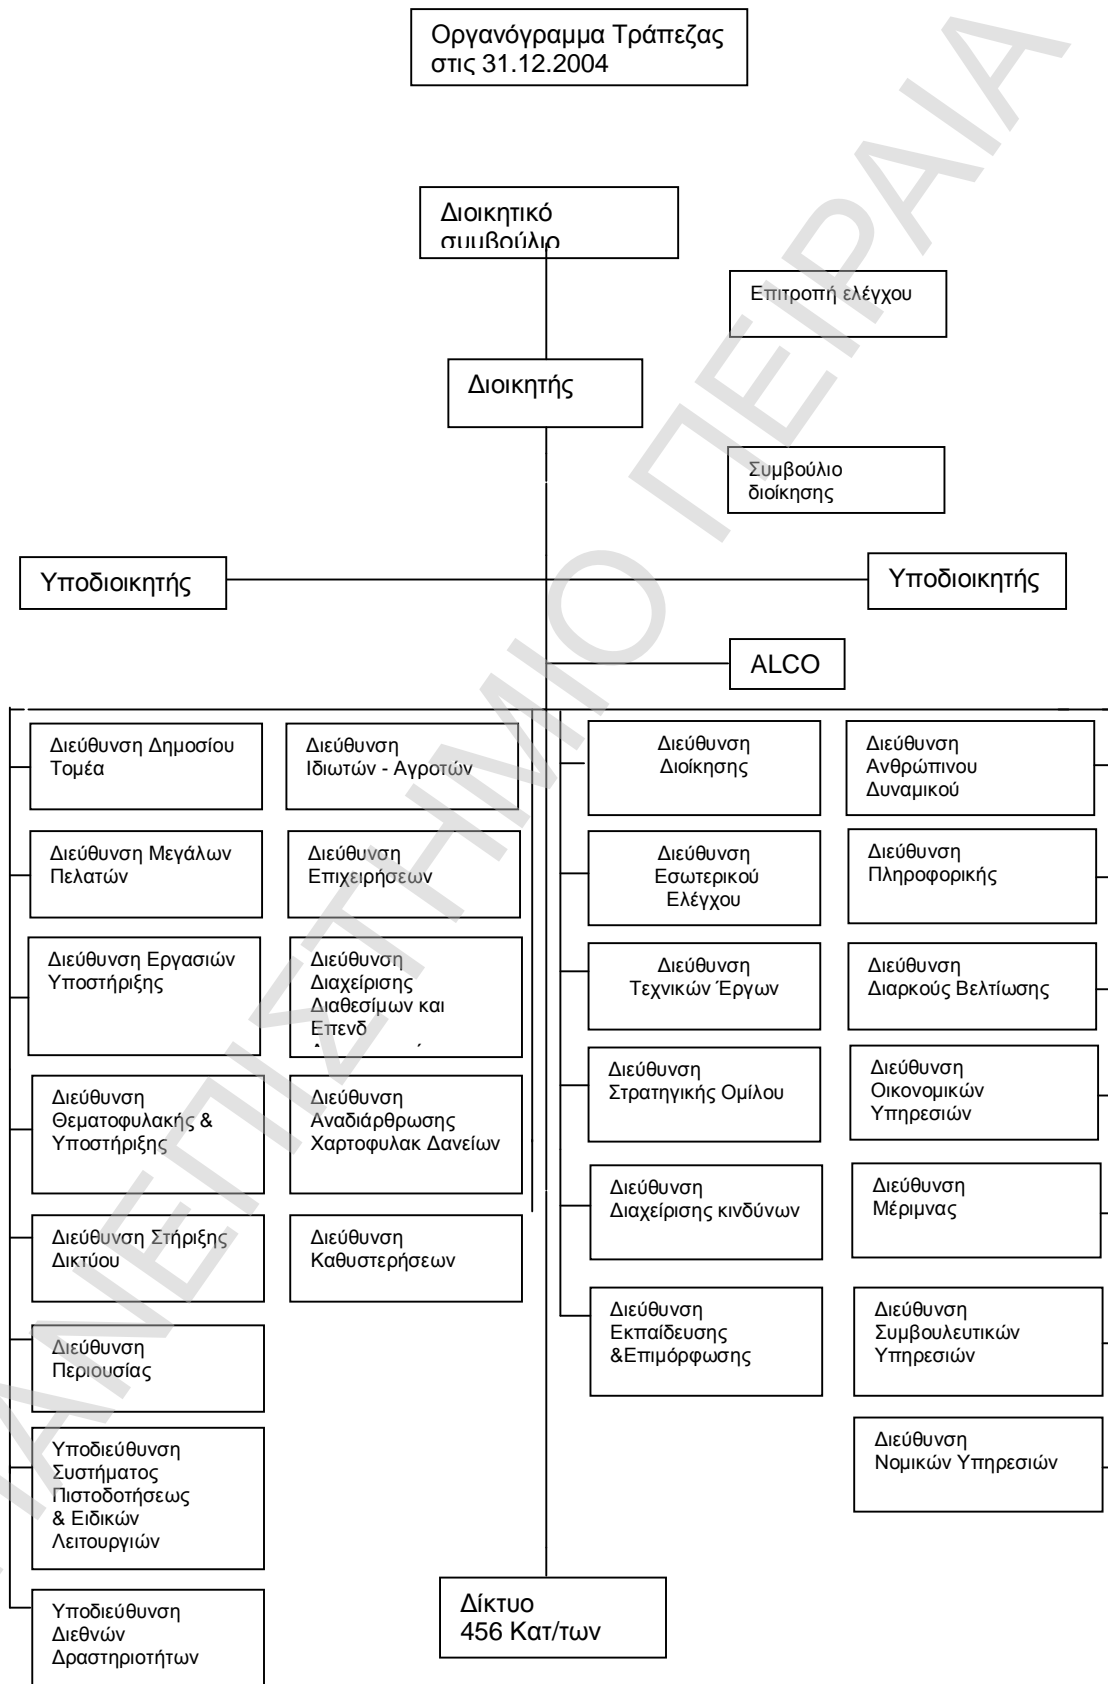 Οργανόγραμμα Τράπεζας
στις 31.12.2004
Διοικητικό
συμβούλιο
Επιτροπή ελέγχου
Διοικητής
Συμβούλιο
διοίκησης
Υποδιοικητής
Υποδιοικητής
ALCO
Διεύθυνση Δημοσίου
Τομέα
Διεύθυνση
Ιδιωτών - Αγροτών
Διεύθυνση
Διοίκησης
Διεύθυνση
Ανθρώπινου
Δυναμικού
Διεύθυνση Μεγάλων
Πελατών
Διεύθυνση
Επιχειρήσεων
Διεύθυνση
Εσωτερικού
Ελέγχου
Διεύθυνση
Πληροφορικής
Διεύθυνση Εργασιών
Υποστήριξης
Διεύθυνση
Διαχείρισης
Διαθεσίμων και
Επενδ
Διεύθυνση
Τεχνικών Έργων
Διεύθυνση
Διαρκούς Βελτίωσης
Διεύθυνση
Θεματοφυλακής &
Υποστήριξης
Διεύθυνση
Αναδιάρθρωσης
Χαρτοφυλακ Δανείων
Διεύθυνση
Στρατηγικής Ομίλου
Διεύθυνση
Οικονομικών
Υπηρεσιών
Διεύθυνση Στήριξης
Δικτύου
Διεύθυνση
Καθυστερήσεων
Διεύθυνση
Διαχείρισης κινδύνων
Διεύθυνση
Μέριμνας
Διεύθυνση
Περιουσίας
Διεύθυνση
Εκπαίδευσης
&Επιμόρφωσης
Διεύθυνση
Συμβουλευτικών
Υπηρεσιών
Υποδιεύθυνση
Συστήματος
Πιστοδοτήσεως
& Ειδικών
Λειτουργιών
Διεύθυνση
Νομικών Υπηρεσιών
Υποδιεύθυνση
Διεθνών
Δραστηριοτήτων
Δίκτυο
456 Κατ/των
ΠΑΝΕΠΙΣΤΗΜΙΟ ΠΕΙΡΑΙΑ